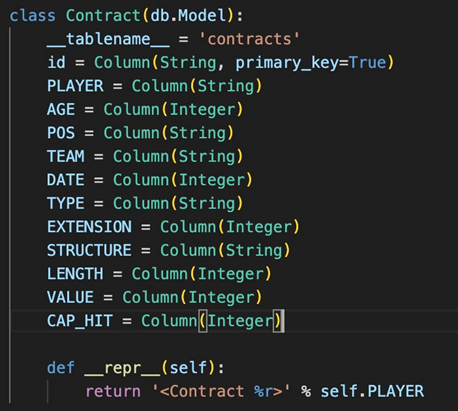 class Contract(db.Model):
    __tablename__ = 'contracts'
    id = Column(String, primary_key=True)
    PLAYER = Column(String)
    AGE = Column(Integer)
    POS = Column(String)
    TEAM = Column(String)
    DATE = Column(Integer)
    TYPE = Column(String)
    EXTENSION = Column(Integer)
    STRUCTURE = Column(String)
    LENGTH = Column(Integer)
    VALUE = Column(Integer)
    CAP_HIT = Column(Integer)
    def __repr__(self):
        return '<Contract %r>' % self.PLAYER